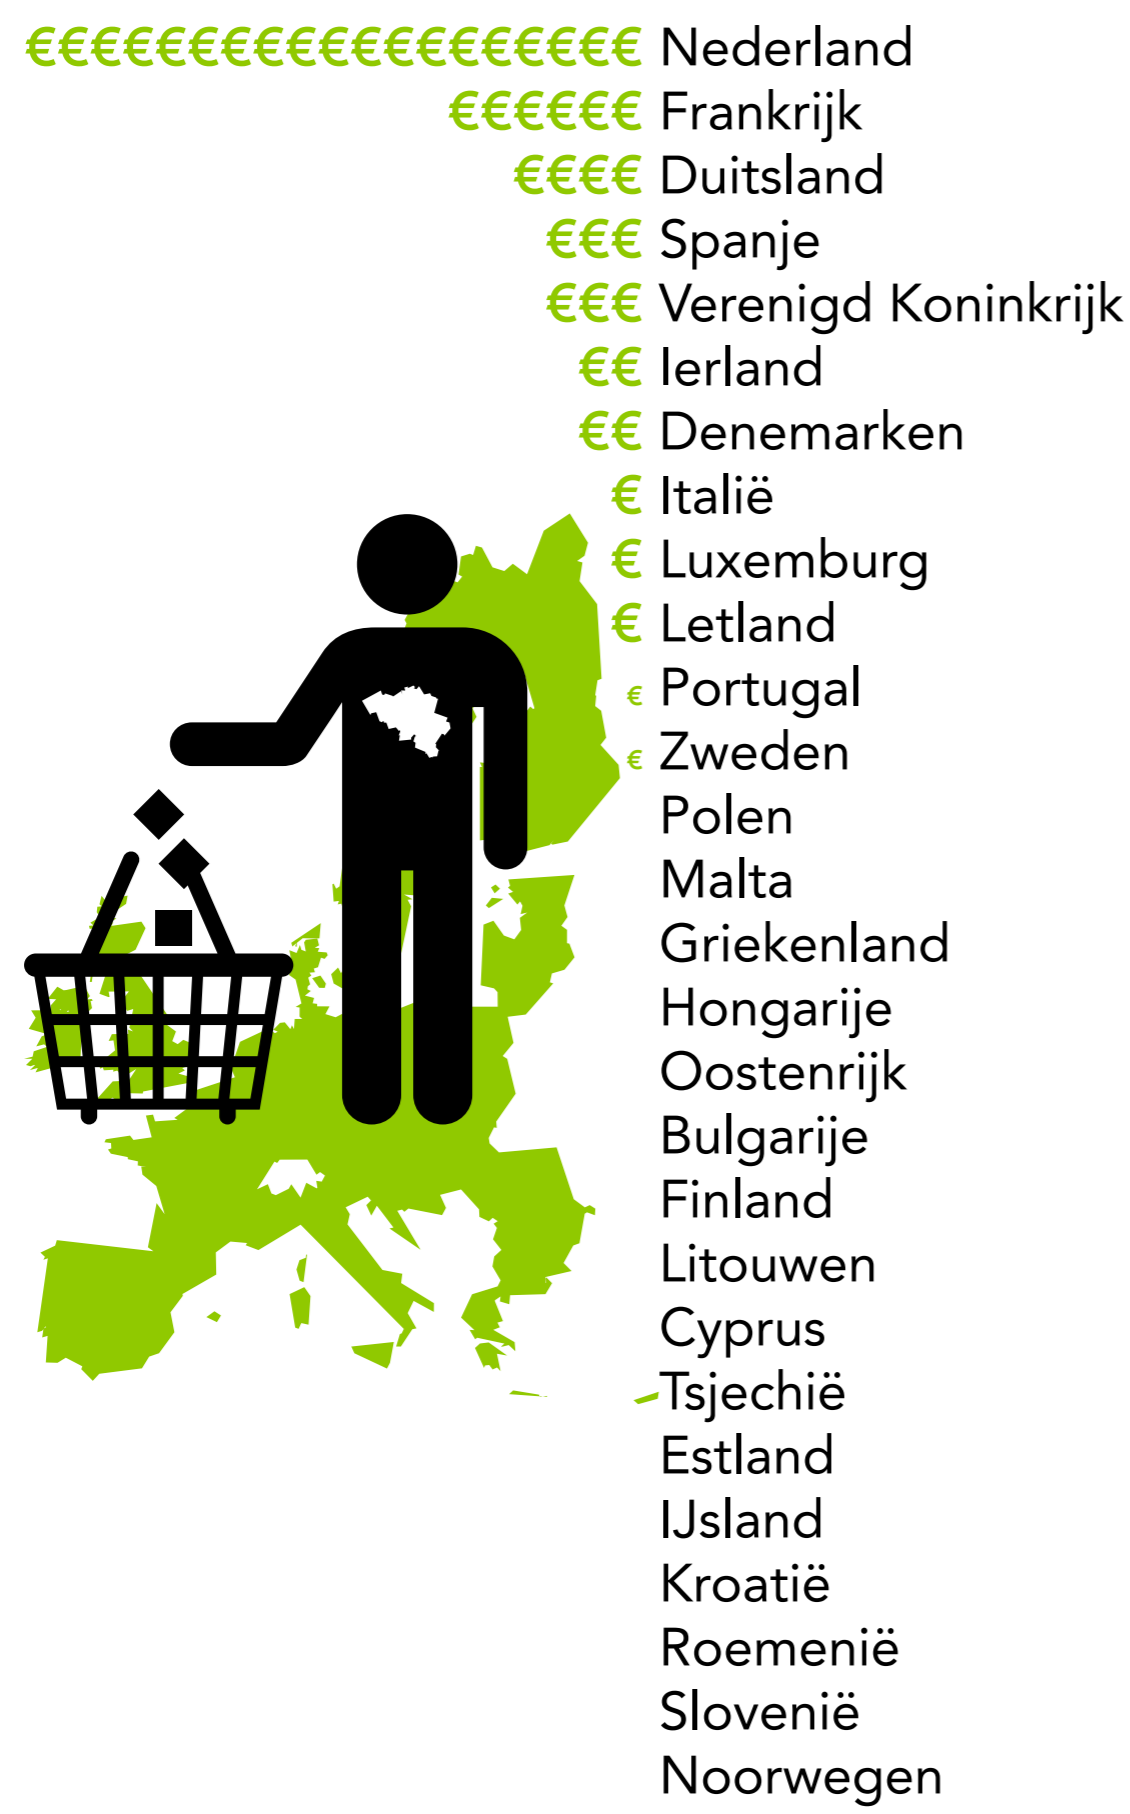 €€€€€€€€€€€€€€€€€€€ Nederland
€€€€€€ Frankrijk
€€€€ Duitsland
€€€ Spanje
€€€ Verenigd Koninkrijk
€€ Ierland
€€ Denemarken
€ Italië
€ Luxemburg
€ Letland
€ Portugal
€ Zweden
Polen
Malta
Griekenland
Hongarije
Oostenrijk
Bulgarije
Finland
Litouwen
Cyprus
Tsjechië
Estland
IJsland
Kroatië
Roemenië
Slovenië
Noorwegen